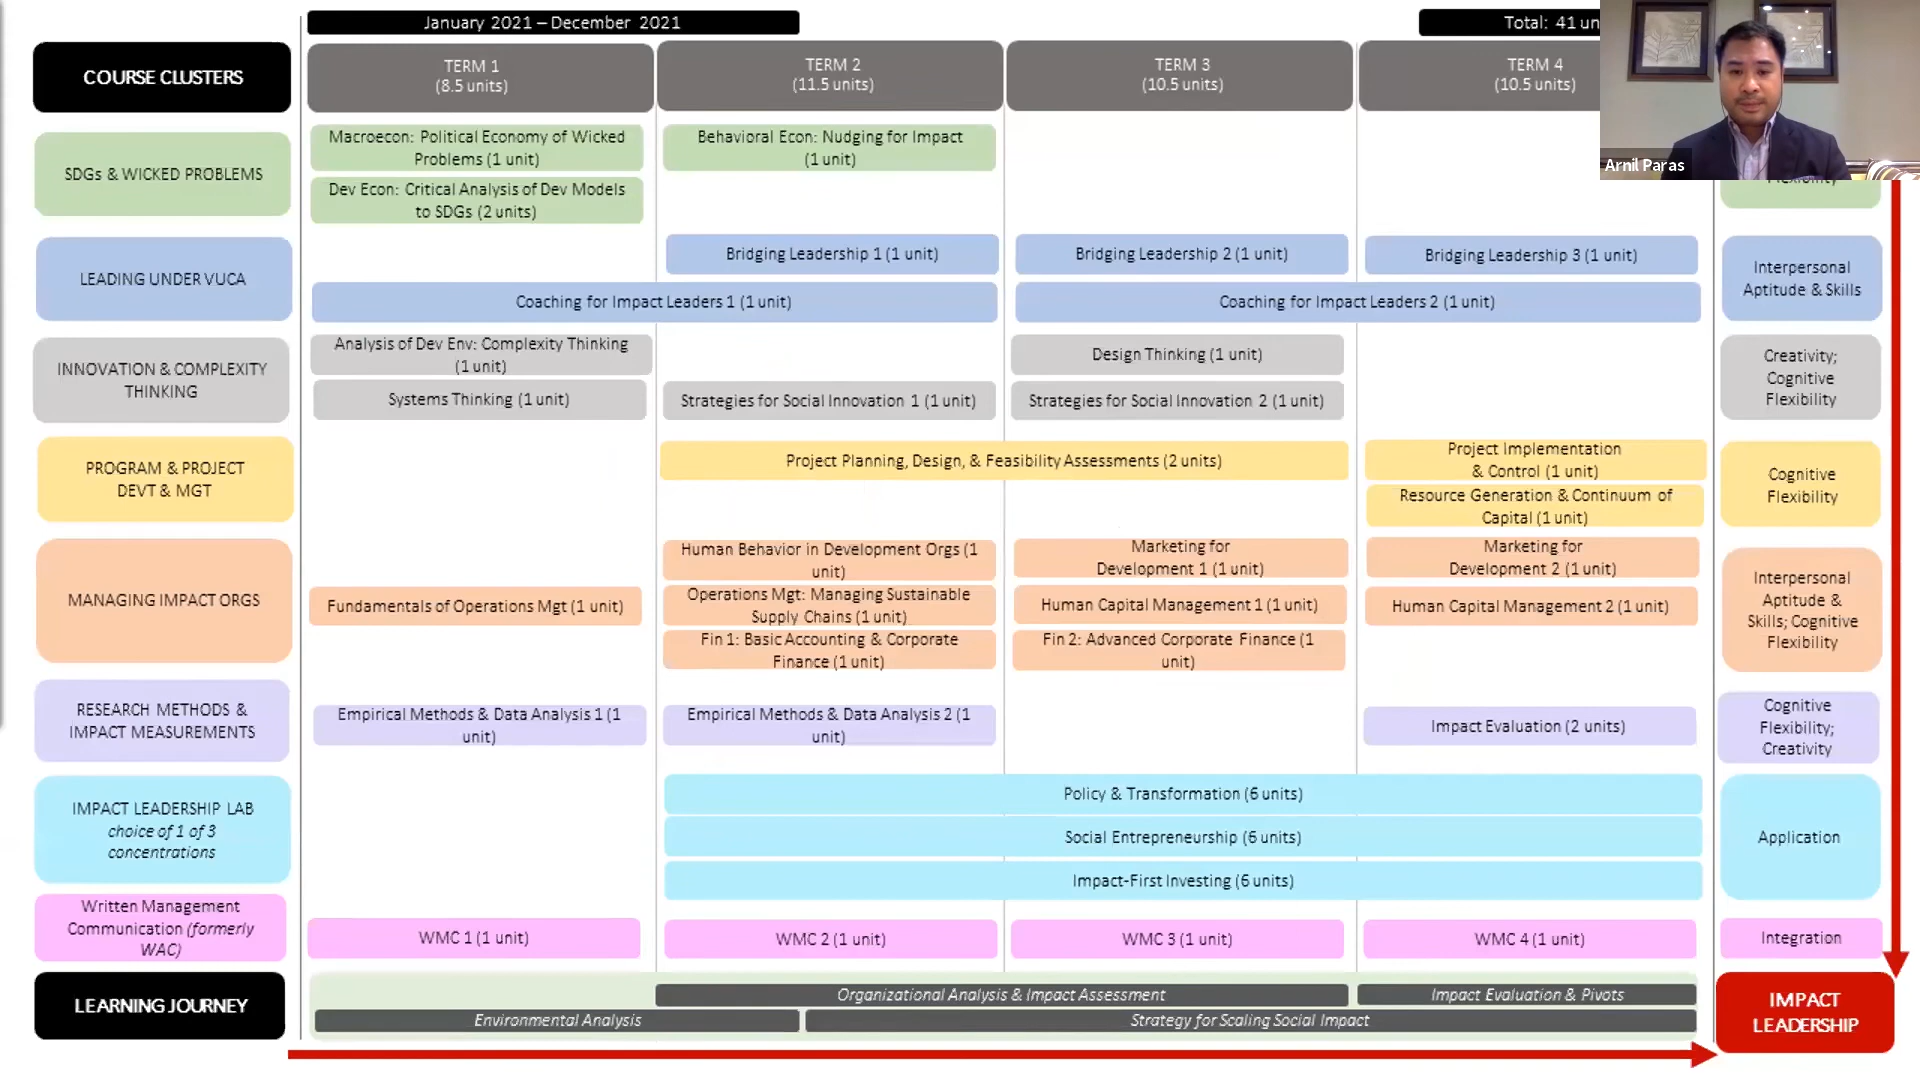 January 2021 – December 2021
Total: 41
COURSE CLUSTERS
TERM 1
(8.5 units)
TERM 2
(11.5 units)
TERM 3
(10.5 units)
TERM 4
(10.5 units)
Arnil Paras
SDGs & WICKED PROBLEMS
Macroecon: Political Economy of Wicked
Problems (1 unit)
Dev Econ: Critical Analysis of Dev Models
to SDGs (2 units)
Behavioral Econ: Nudging for Impact
(1 unit)
LEADING UNDER VUCA
Bridging Leadership 1 (1 unit)
Bridging Leadership 2 (1 unit)
Bridging Leadership 3 (1 unit)
Coaching for Impact Leaders 1 (1 unit)
Coaching for Impact Leaders 2 (1 unit)
Interpersonal
Aptitude & Skills
INNOVATION & COMPLEXITY
THINKING
Analysis of Dev Env: Complexity Thinking
(1 unit)
Systems Thinking (1 unit)
Strategies for Social Innovation 1 (1 unit)
Design Thinking (1 unit)
Strategies for Social Innovation 2 (1 unit)
Creativity;
Cognitive
Flexibility
PROGRAM & PROJECT
DEVT & MGT
Project Planning, Design, & Feasibility Assessments (2 units)
Project Implementation
& Control (1 unit)
Resource Generation & Continuum of
Capital (1 unit)
Cognitive
Flexibility
MANAGING IMPACT ORGS
Fundamentals of Operations Mgt (1 unit)
Human Behavior in Development Orgs (1
unit)
Operations Mgt: Managing Sustainable
Supply Chains (1 unit)
Fin 1: Basic Accounting & Corporate
Finance (1 unit)
Marketing for
Development 1 (1 unit)
Human Capital Management 1 (1 unit)
Fin 2: Advanced Corporate Finance (1
unit)
Marketing for
Development 2 (1 unit)
Human Capital Management 2 (1 unit)
Interpersonal
Aptitude &
Skills; Cognitive
Flexibility
RESEARCH METHODS &
IMPACT MEASUREMENTS
Empirical Methods & Data Analysis 1 (1
unit)
Empirical Methods & Data Analysis 2 (1
unit)
Impact Evaluation (2 units)
Cognitive
Flexibility;
Creativity
IMPACT LEADERSHIP LAB
choice of 1 of 3
concentrations
Policy & Transformation (6 units)
Social Entrepreneurship (6 units)
Impact-First Investing (6 units)
Application
Written Management
Communication (formerly
WAC)
WMC 1 (1 unit)
WMC 2 (1 unit)
WMC 3 (1 unit)
WMC 4 (1 unit)
Integration
LEARNING JOURNEY
Organizational Analysis & Impact Assessment
Impact Evaluation & Pivots
Environmental Analysis
Strategy for Scaling Social Impact
IMPACT
LEADERSHIP